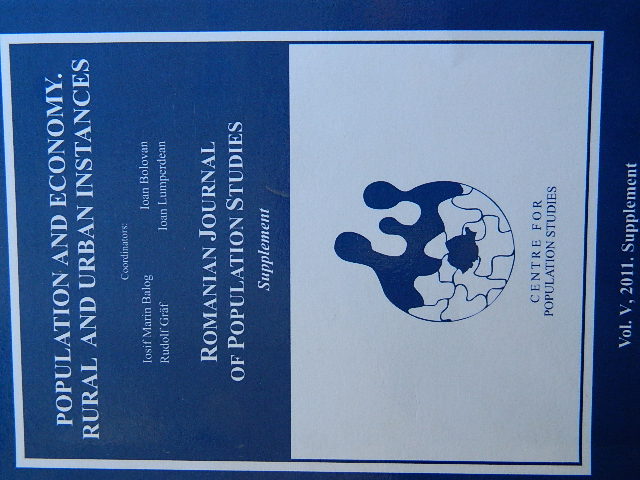 POPULATION AND ECONOMY.
RURAL AND URBAN INSTANCES
Coordinators:
Iosif Marin Balog Ioan Bolovan
Rudolf Gräf Ioan Lumperdean
ROMANIAN JOURNAL
OF POPULATION STUDIES
Supplement
CENTRE FOR
POPULATION STUDIES
Vol. V, 2011. Supplement